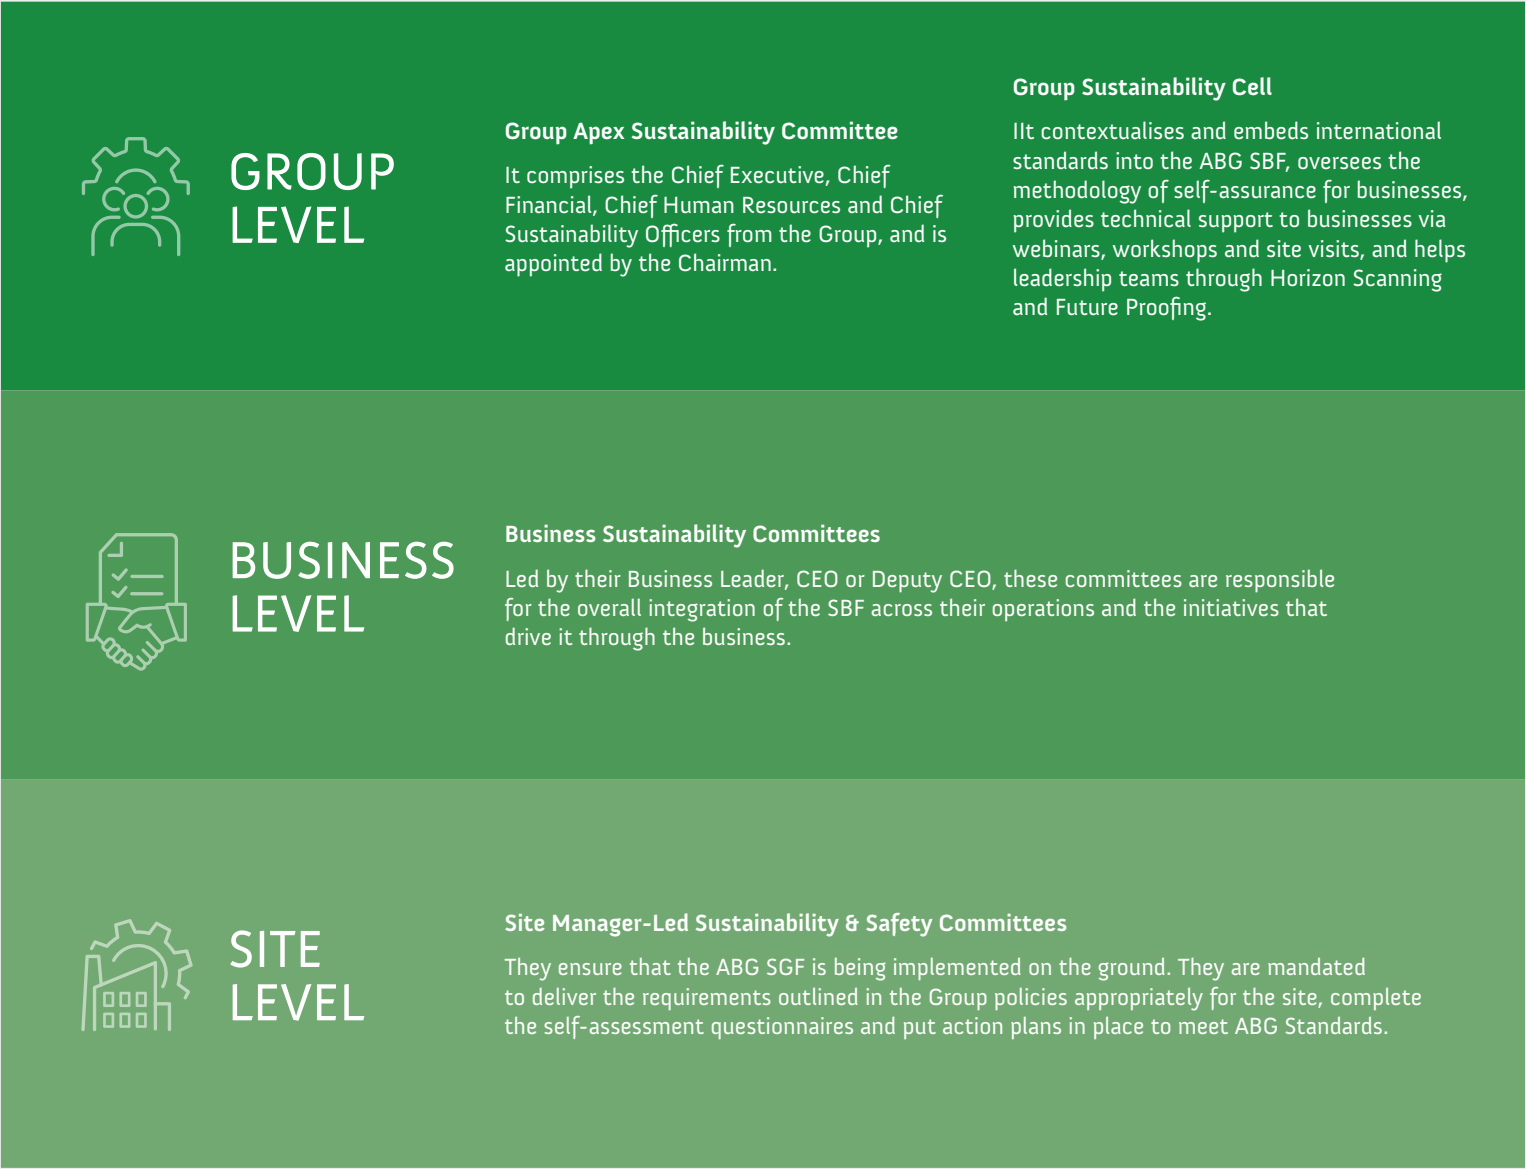 GROUP
LEVEL
Group Apex Sustainability Committee
It comprises the Chief Executive, Chief
Financial, Chief Human Resources and Chief
Sustainability Officers from the Group, and is
appointed by the Chairman.
Group Sustainability Cell
IIt contextualises and embeds international
standards into the ABG SBF, oversees the
methodology of self-assurance for businesses,
provides technical support to businesses via
webinars, workshops and site visits, and helps
leadership teams through Horizon Scanning
and Future Proofing.
BUSINESS
LEVEL
Business Sustainability Committees
Led by their Business Leader, CEO or Deputy CEO, these committees are responsible
for the overall integration of the SBF across their operations and the initiatives that
drive it through the business.
SITE
LEVEL
Site Manager-Led Sustainability & Safety Committees
They ensure that the ABG SGF is being implemented on the ground. They are mandated
to deliver the requirements outlined in the Group policies appropriately for the site, complete
the self-assessment questionnaires and put action plans in place to meet ABG Standards.